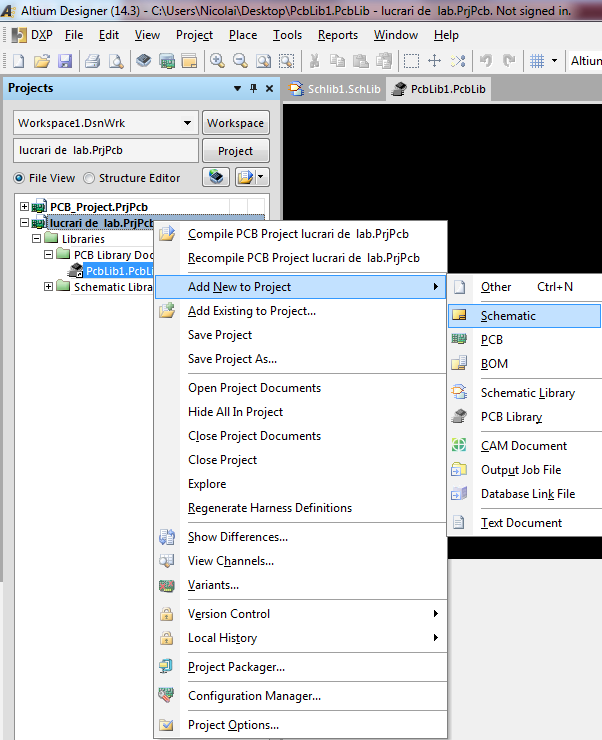 Altium Designer (14.3) - C:\Users\Nicolai\Desktop\PcbLib1.PcbLib - lucrari de  lab.PrjPcb. Not signed in.
DXP File Edit View Project Place Tools Reports Window Help
Altium
Projects
Schlib1.SchLib PcbLib1.PcbLib
Workspace1.DsnWrk Workspace
lucrari de  lab.PrjPcb Project
File View Structure Editor
PCB_Project.PrjPcb
lucrari de  lab.PrjPcb
Libraries
PCB Library Doc
PcbLib1.PcbLi
Schematic Libra
Compile PCB Project lucrari de  lab.PrjPcb
Recompile PCB Project lucrari de  lab.PrjPcb
Add New to Project
Add Existing to Project...
Save Project
Save Project As...
Open Project Documents
Hide All In Project
Close Project Documents
Close Project
Explore
Regenerate Harness Definitions
Show Differences...
View Channels...
Variants...
Version Control
Local History
Project Packager...
Configuration Manager...
Project Options...
Other Ctrl+N
Schematic
PCB
BOM
Schematic Library
PCB Library
CAM Document
Output Job File
Database Link File
Text Document